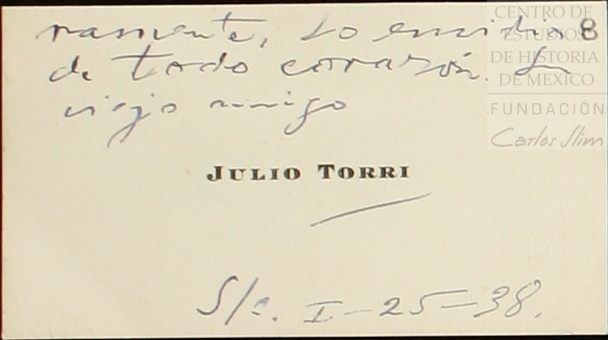 ramente, lo envidia 8
de todo corazón. Su
viejo amigo
JULIO TORRI
S/c. I-25-38.
CENTRO DE
ESTUDIOS
DE HISTORIA
DE MÉXICO
FUNDACIÓN
Carlos Slim